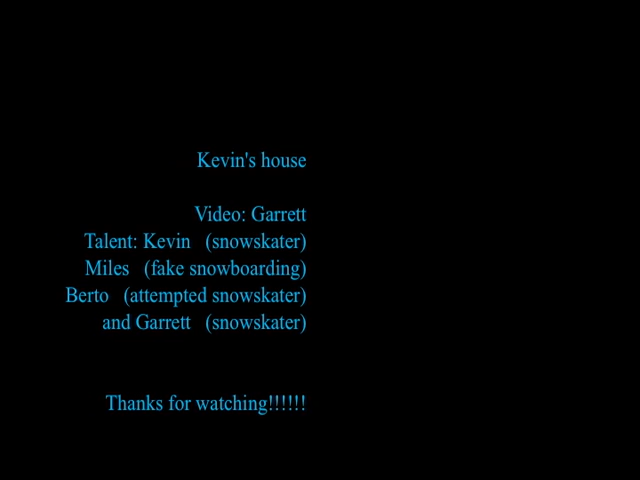 Kevin's house
Video: Garrett
Talent: Kevin (snowskater)
Miles (fake snowboarding)
Berto (attempted snowskater)
and Garrett (snowskater)
Thanks for watching!!!!!!